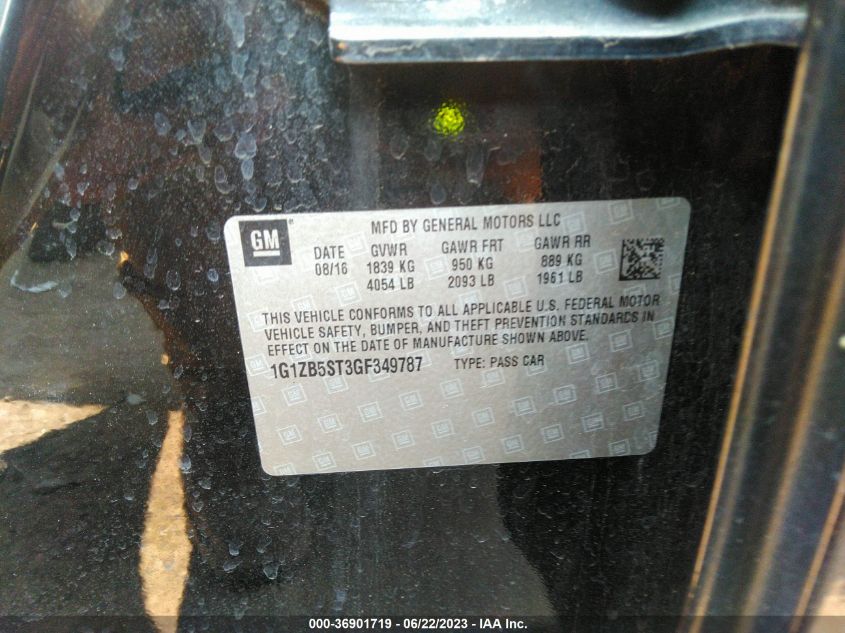 GM
MFD BY GENERAL MOTORS LLC
DATE GVWR GAWR FRT GAWR RR
08/16 1839 KG 950 KG 889 KG
4054 LB 2093 LB 1961 LB
THIS VEHICLE CONFORMS TO ALL APPLICABLE U.S. FEDERAL MOTOR
VEHICLE SAFETY, BUMPER, AND THEFT PREVENTION STANDARDS IN
EFFECT ON THE DATE OF MANUFACTURE SHOWN ABOVE.
1G1ZB5ST3GF349787 TYPE: PASS CAR
000-36901719 - 06/22/2023 - IAA Inc.